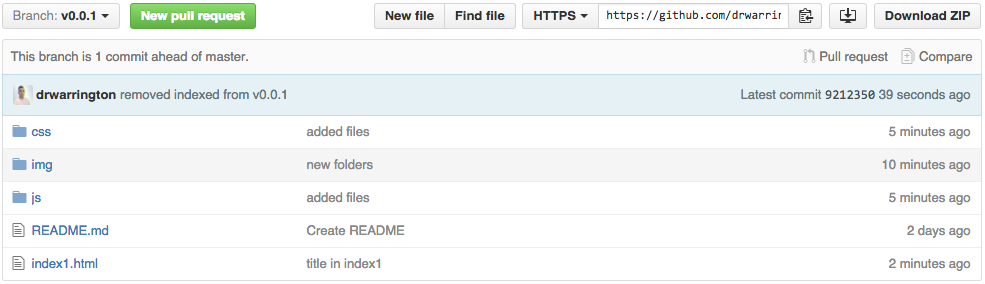 Branch: v0.0.1 New pull request New file Find file HTTPS https://github.com/drwarrin Download ZIP
This branch is 1 commit ahead of master. Pull request Compare
drwarrington removed indexed from v0.0.1 Latest commit 9212350 39 seconds ago
css added files 5 minutes ago
img new folders 10 minutes ago
js added files 5 minutes ago
README.md Create README 2 days ago
index1.html title in index1 2 minutes ago